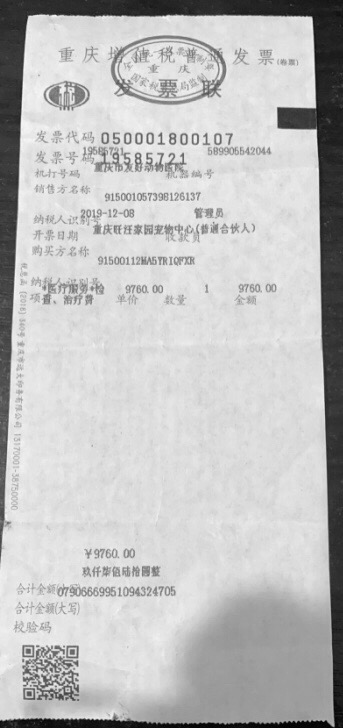 重庆增值税普通发票(卷票)
重庆
发票联
发票代码 050001800107
19585721 589905542044
发票号码 19585721
重庆市友好动物医院
机打号码 机器编号
销售方名称
915001057398126137
2019-12-08 管理员
纳税人识别号
重庆旺汪家园宠物中心(普通合伙人)
开票日期 收款员
购买方名称
91500112MA5YRIQFXR
纳税人识别号
*医疗服务*检 9760.00 1 9760.00
项目 单价 数量 金额
查、治疗费
¥9760.00
玖仟柒佰陆拾圆整
合计金额(小写)
07906669951094324705
合计金额(大写)
校验码